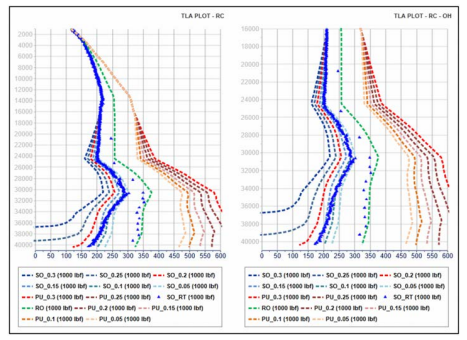 TLA PLOT - RC
2000
4000
6000
8000
10000
12000
14000
16000
18000
20000
22000
24000
26000
28000
30000
32000
34000
36000
38000
40000
0 50 100 150 200 250 300 350 400 450 500 550 600
SO_0.3 (1000 lbf) SO_0.25 (1000 lbf) SO_0.2 (1000 lbf)
SO_0.15 (1000 lbf) SO_0.1 (1000 lbf) SO_0.05 (1000 lbf)
PU_0.3 (1000 lbf) PU_0.25 (1000 lbf) SO_RT (1000 lbf)
RO (1000 lbf) PU_0.2 (1000 lbf) PU_0.15 (1000 lbf)
PU_0.1 (1000 lbf) PU_0.05 (1000 lbf)
TLA PLOT - RC - OH
16000
18000
20000
22000
24000
26000
28000
30000
32000
34000
36000
38000
40000
0 50 100 150 200 250 300 350 400 450 500 550 600
SO_0.3 (1000 lbf) SO_0.25 (1000 lbf) SO_0.2 (1000 lbf)
SO_0.15 (1000 lbf) SO_0.1 (1000 lbf) SO_0.05 (1000 lbf)
PU_0.3 (1000 lbf) PU_0.25 (1000 lbf) SO_RT (1000 lbf)
RO (1000 lbf) PU_0.2 (1000 lbf) PU_0.15 (1000 lbf)
PU_0.1 (1000 lbf) PU_0.05 (1000 lbf)